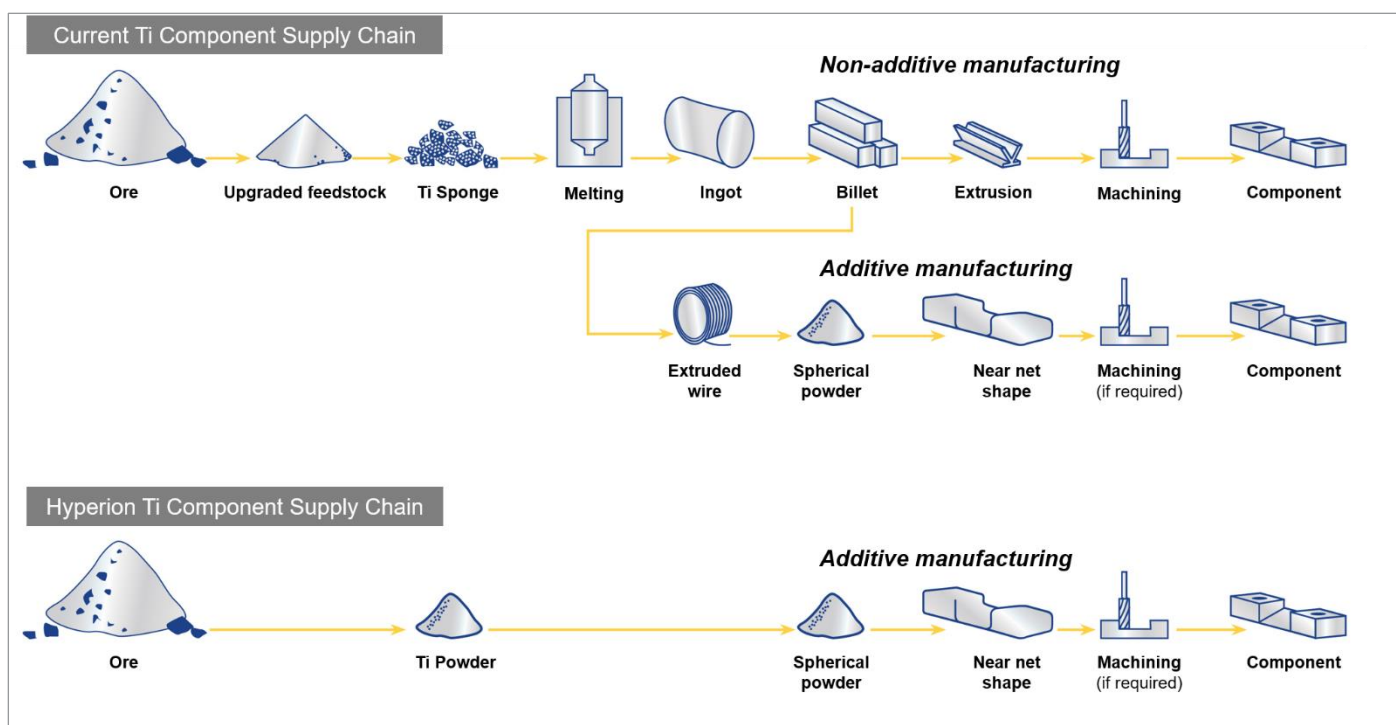 Current Ti Component Supply Chain
Non-additive manufacturing
Ore
Upgraded feedstock
Ti Sponge
Melting
Ingot
Billet
Extrusion
Machining
Component
Additive manufacturing
Extruded
wire
Spherical
powder
Near net
shape
Machining
(if required)
Component
Hyperion Ti Component Supply Chain
Additive manufacturing
Ore
Ti Powder
Spherical
powder
Near net
shape
Machining
(if required)
Component